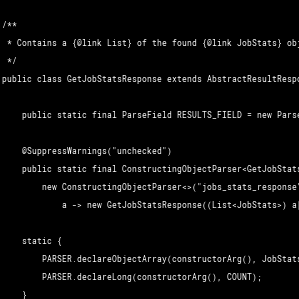 /**
 * Contains a {@link List} of the found {@link JobStats} obj
 */
public class GetJobStatsResponse extends AbstractResultRespo
public static final ParseField RESULTS_FIELD = new Parse
@SuppressWarnings("unchecked")
public static final ConstructingObjectParser<GetJobStats
new ConstructingObjectParser<>("jobs_stats_response"
a -> new GetJobStatsResponse((List<JobStats>) a[
static {
PARSER.declareObjectArray(constructorArg(), JobStats
PARSER.declareLong(constructorArg(), COUNT);
}